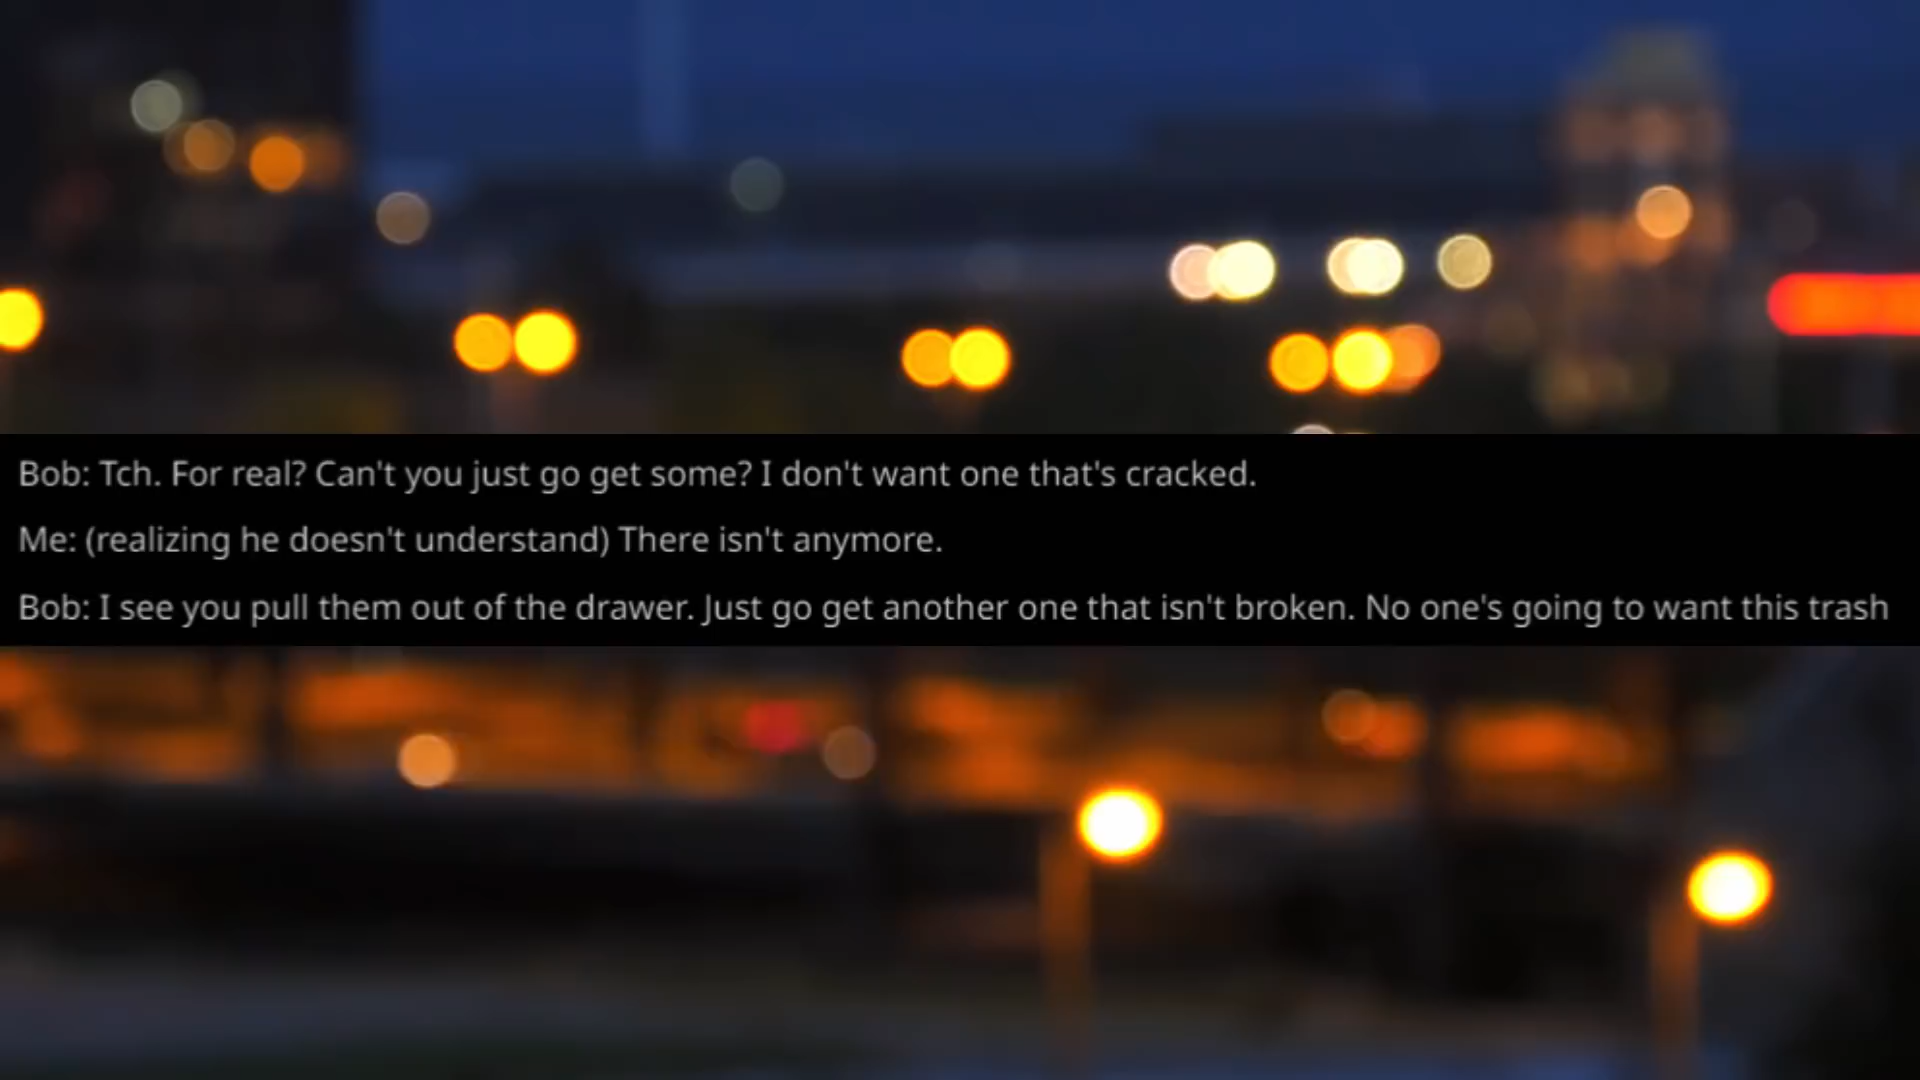 Bob: Tch. For real? Can't you just go get some? I don't want one that's cracked.
Me: (realizing he doesn't understand) There isn't anymore.
Bob: I see you pull them out of the drawer. Just go get another one that isn't broken. No one's going to want this trash